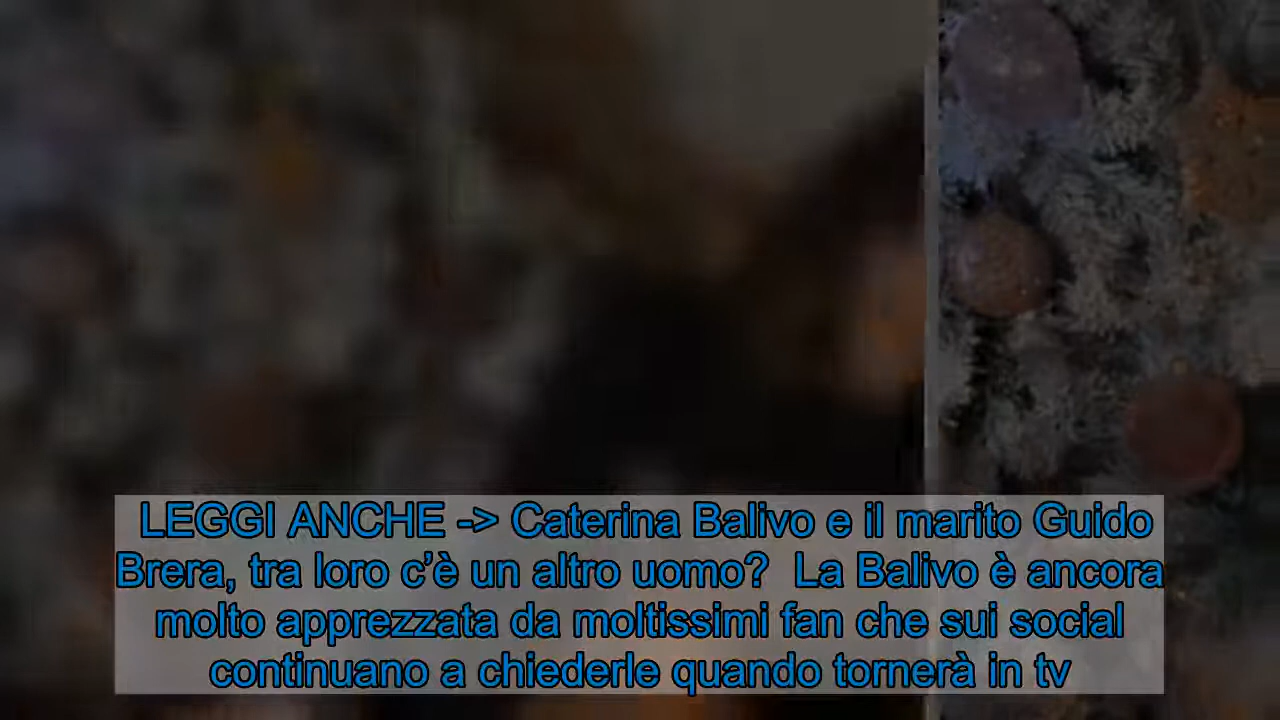 LEGGI ANCHE -> Caterina Balivo e il marito Guido
Brera, tra loro c’è un altro uomo?  La Balivo è ancora
molto apprezzata da moltissimi fan che sui social
continuano a chiederle quando tornerà in tv